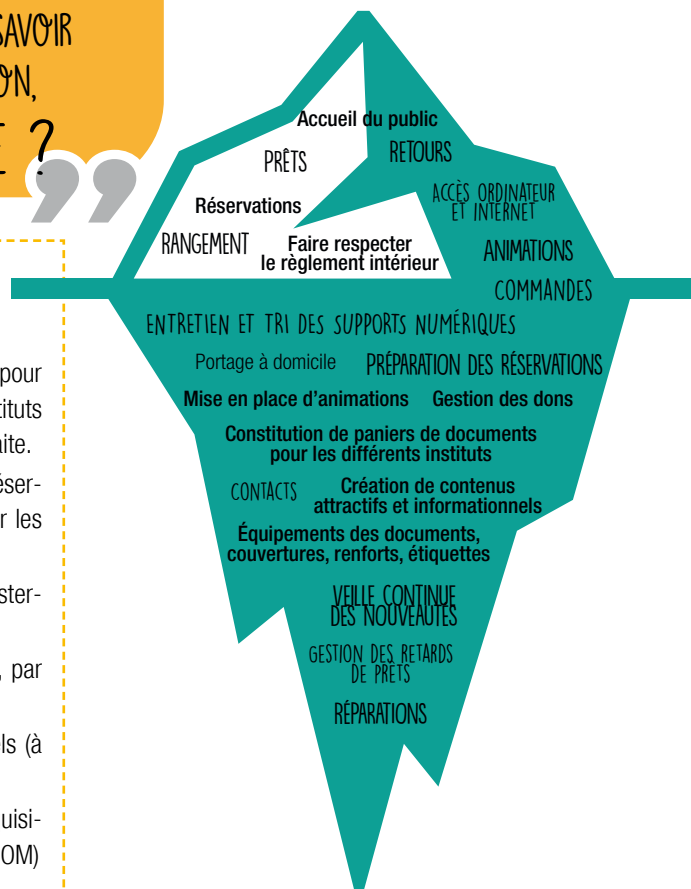 SAVOIR
ON,
E ?
”
pour
tituts
aite.
éser-
r les
ster-
, par
ls (à
uisi-
OM)
Accueil du public
PRÊTS
RETOURS
ACCÈS ORDINATEUR
ET INTERNET
Réservations
RANGEMENT
Faire respecter
le règlement intérieur
ANIMATIONS
COMMANDES
ENTRETIEN ET TRI DES SUPPORTS NUMÉRIQUES
Portage à domicile
PRÉPARATION DES RÉSERVATIONS
Mise en place d’animations
Gestion des dons
Constitution de paniers de documents
pour les différents instituts
CONTACTS
Création de contenus
attractifs et informationnels
Équipements des documents,
couvertures, renforts, étiquettes
VEILLE CONTINUE
DES NOUVEAUTÉS
GESTION DES RETARDS
DE PRÊTS
RÉPARATIONS